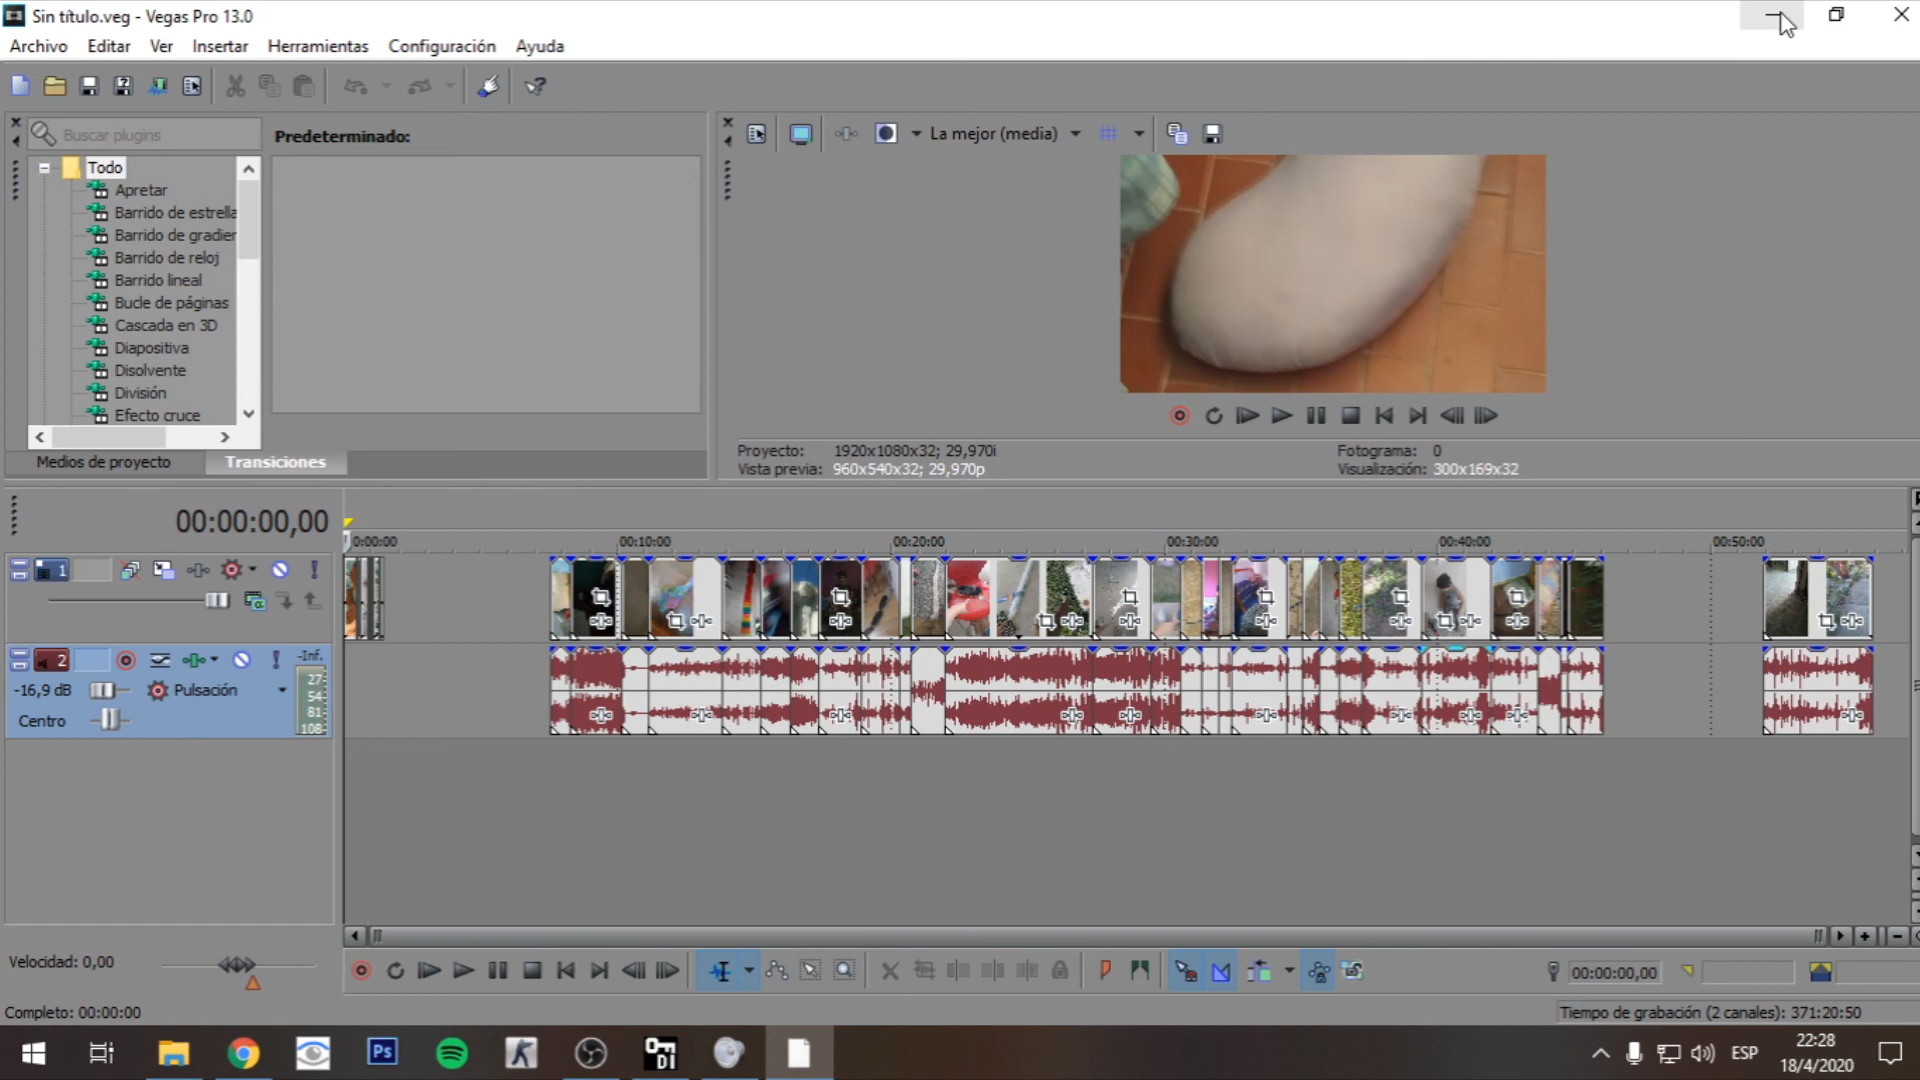 Sin título.veg - Vegas Pro 13.0
Archivo Editar Ver Insertar Herramientas Configuración Ayuda
Buscar plugins
Predeterminado:
La mejor (media)
Todo
Apretar
Barrido de estrella
Barrido de gradier
Barrido de reloj
Barrido lineal
Bucle de páginas
Cascada en 3D
Diapositiva
Disolvente
División
Efecto cruce
Medios de proyecto Transiciones
Proyecto: 1920x1080x32; 29,970i
Vista previa: 960x540x32; 29,970p
Fotograma: 0
Visualización: 300x169x32
00:00:00,00
0:00:00 00:10:00 00:20:00 00:30:00 00:40:00 00:50:00
1
2
-Inf.
-16,9 dB Pulsación
Centro
27
54
81
108
Velocidad: 0,00
00:00:00,00
Completo: 00:00:00
Tiempo de grabación (2 canales): 371:20:50
Ps
DI
ESP
22:28
18/4/2020